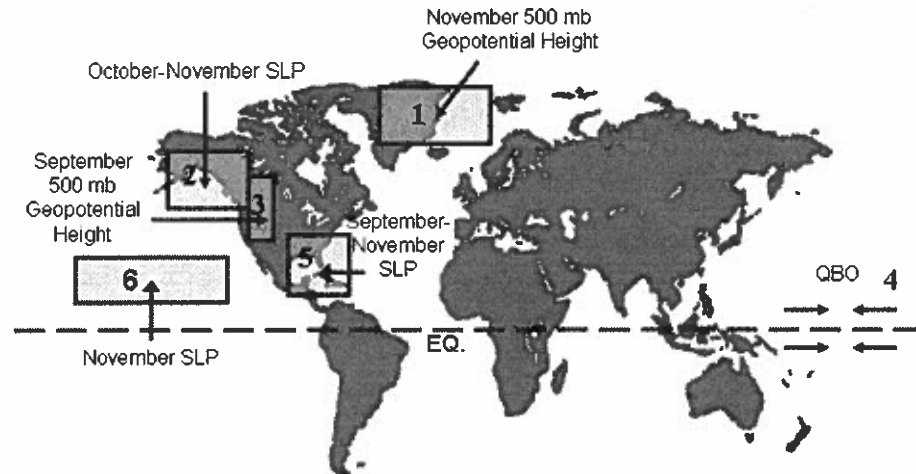 November 500 mb
Geopotential Height
October-November SLP
1
September
500 mb
Geopotential
Height
2
3
September-
November
SLP
5
6
QBO
4
EQ.
November SLP